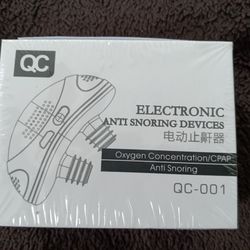 QC
ELECTRONIC
ANTI SNORING DEVICES
电动止鼾器
Oxygen Concentration/CPAP
Anti Snoring
QC-001